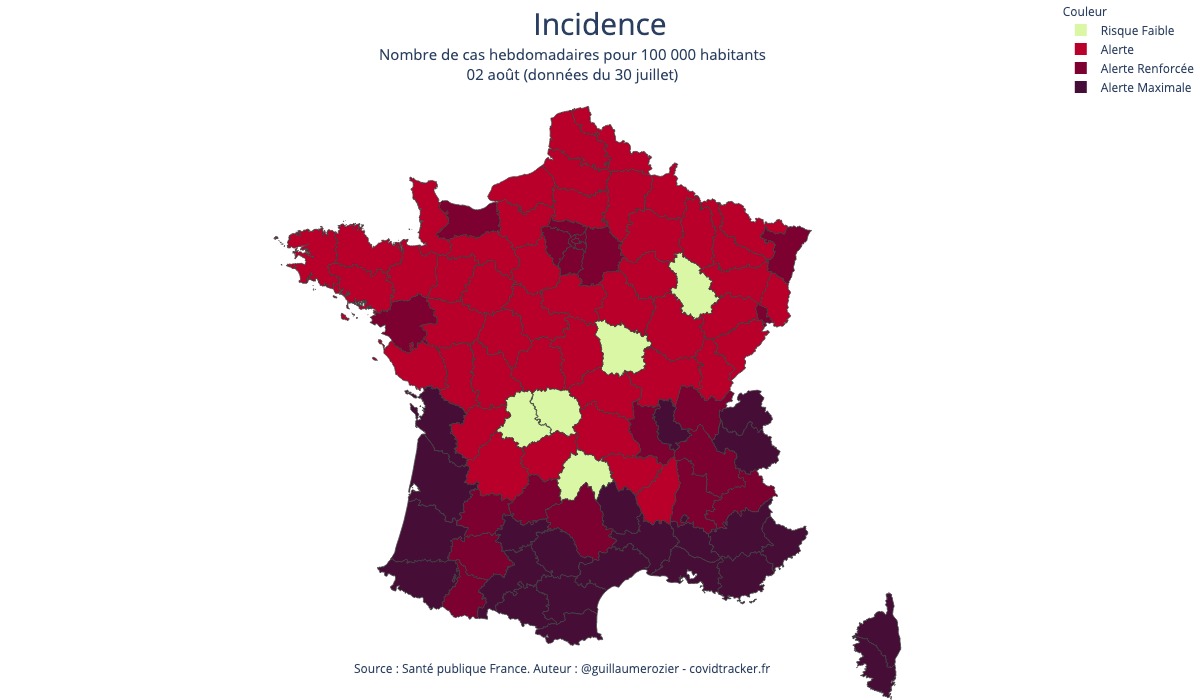 Incidence
Nombre de cas hebdomadaires pour 100 000 habitants
02 août (données du 30 juillet)
Couleur
Risque Faible
Alerte
Alerte Renforcée
Alerte Maximale
Source : Santé publique France. Auteur : @guillaumerozier - covidtracker.fr